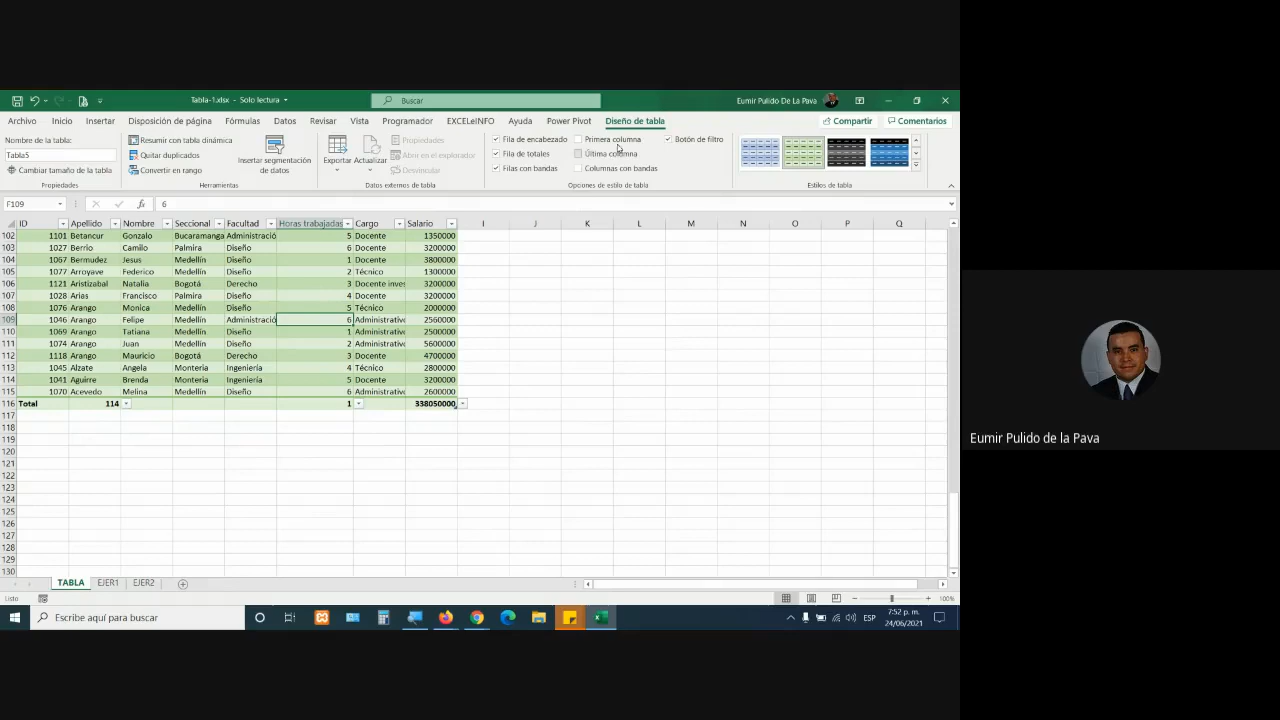 Tabla-1.xlsx - Solo lectura
Buscar
Eumir Pulido De La Pava
Archivo Inicio Insertar Disposición de página Fórmulas Datos Revisar Vista Programador EXCELeINFO Ayuda Power Pivot Diseño de tabla Compartir Comentarios
Nombre de la tabla:
Tabla5
Cambiar tamaño de la tabla
Propiedades
Resumir con tabla dinámica
Quitar duplicados
Convertir en rango
Insertar segmentación de datos
Herramientas
Exportar Actualizar
Propiedades
Abrir en el explorador
Desvincular
Datos externos de tabla
Fila de encabezado Primera columna Botón de filtro
Fila de totales Última columna
Filas con bandas Columnas con bandas
Opciones de estilo de tabla
Estilos de tabla
F109 fx 6
ID Apellido Nombre Seccional Facultad Horas trabajadas Cargo Salario I J K L M N O P Q
102 1101 Betancur Gonzalo Bucaramanga Administració 5 Docente 1350000
103 1027 Berrio Camilo Palmira Diseño 6 Docente 3200000
104 1067 Bermudez Jesus Medellín Diseño 1 Docente 3800000
105 1077 Arroyave Federico Medellín Diseño 2 Técnico 1300000
106 1121 Aristizabal Natalia Bogotá Derecho 3 Docente inves 3200000
107 1028 Arias Francisco Palmira Diseño 4 Docente 3200000
108 1076 Arango Monica Medellín Diseño 5 Técnico 2000000
109 1046 Arango Felipe Medellín Administració 6 Administrativo 2560000
110 1069 Arango Tatiana Medellín Diseño 1 Administrativo 2500000
111 1074 Arango Juan Medellín Diseño 2 Administrativo 5600000
112 1118 Arango Mauricio Bogotá Derecho 3 Docente 4700000
113 1045 Alzate Angela Monteria Ingeniería 4 Técnico 2800000
114 1041 Aguirre Brenda Monteria Ingeniería 5 Docente 3200000
115 1070 Acevedo Melina Medellín Diseño 6 Administrativo 2600000
116 Total 114 1 338050000
117
118
119
120
121
122
123
124
125
126
127
128
129
130
TABLA EJER1 EJER2
Listo
100%
Escribe aquí para buscar
ESP
7:52 p. m.
24/06/2021
Eumir Pulido de la Pava